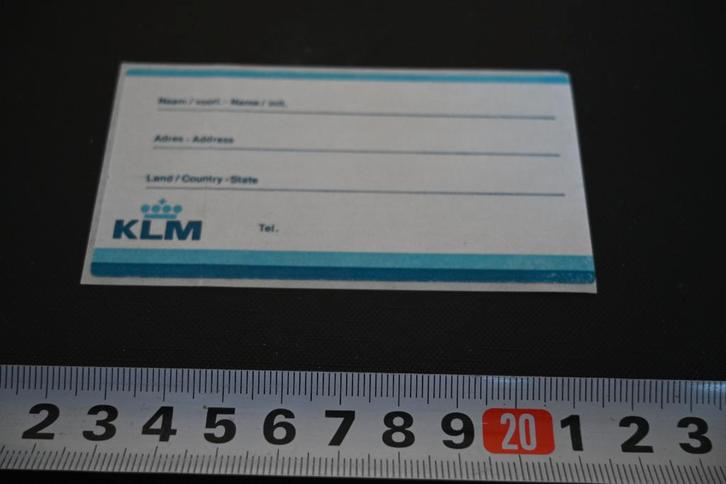 Naam / voorl. - Name / init.
Adres - Address
Land / Country - State
KLM
Tel.
2 3 4 5 6 7 8 9 20 1 2 3